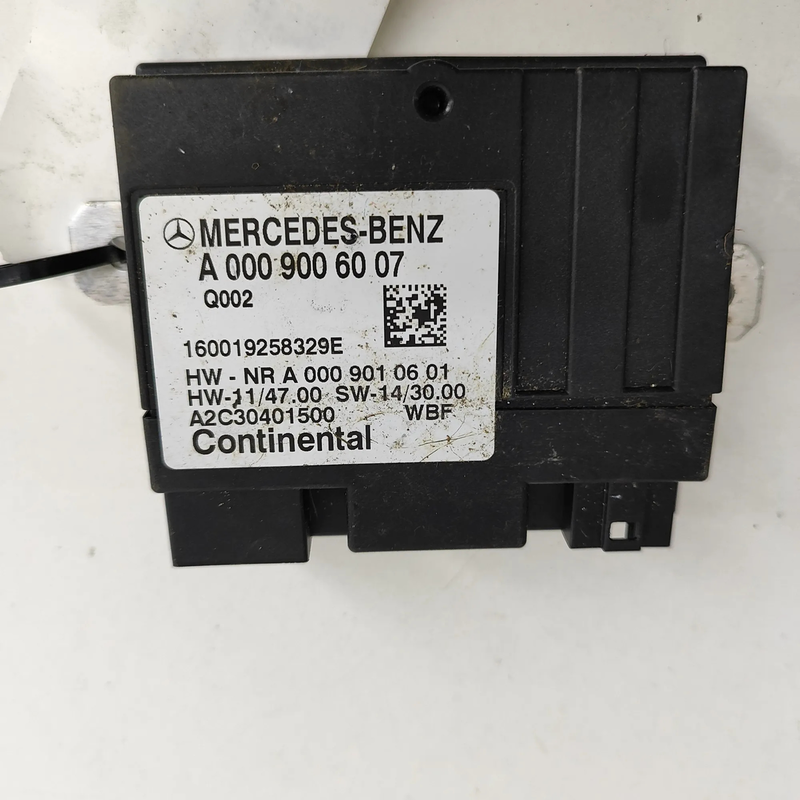 MERCEDES-BENZ
A 000 900 60 07
Q002
160019258329E
HW - NR A 000 901 06 01
HW-11/47.00 SW-14/30.00
A2C30401500 WBF
Continental